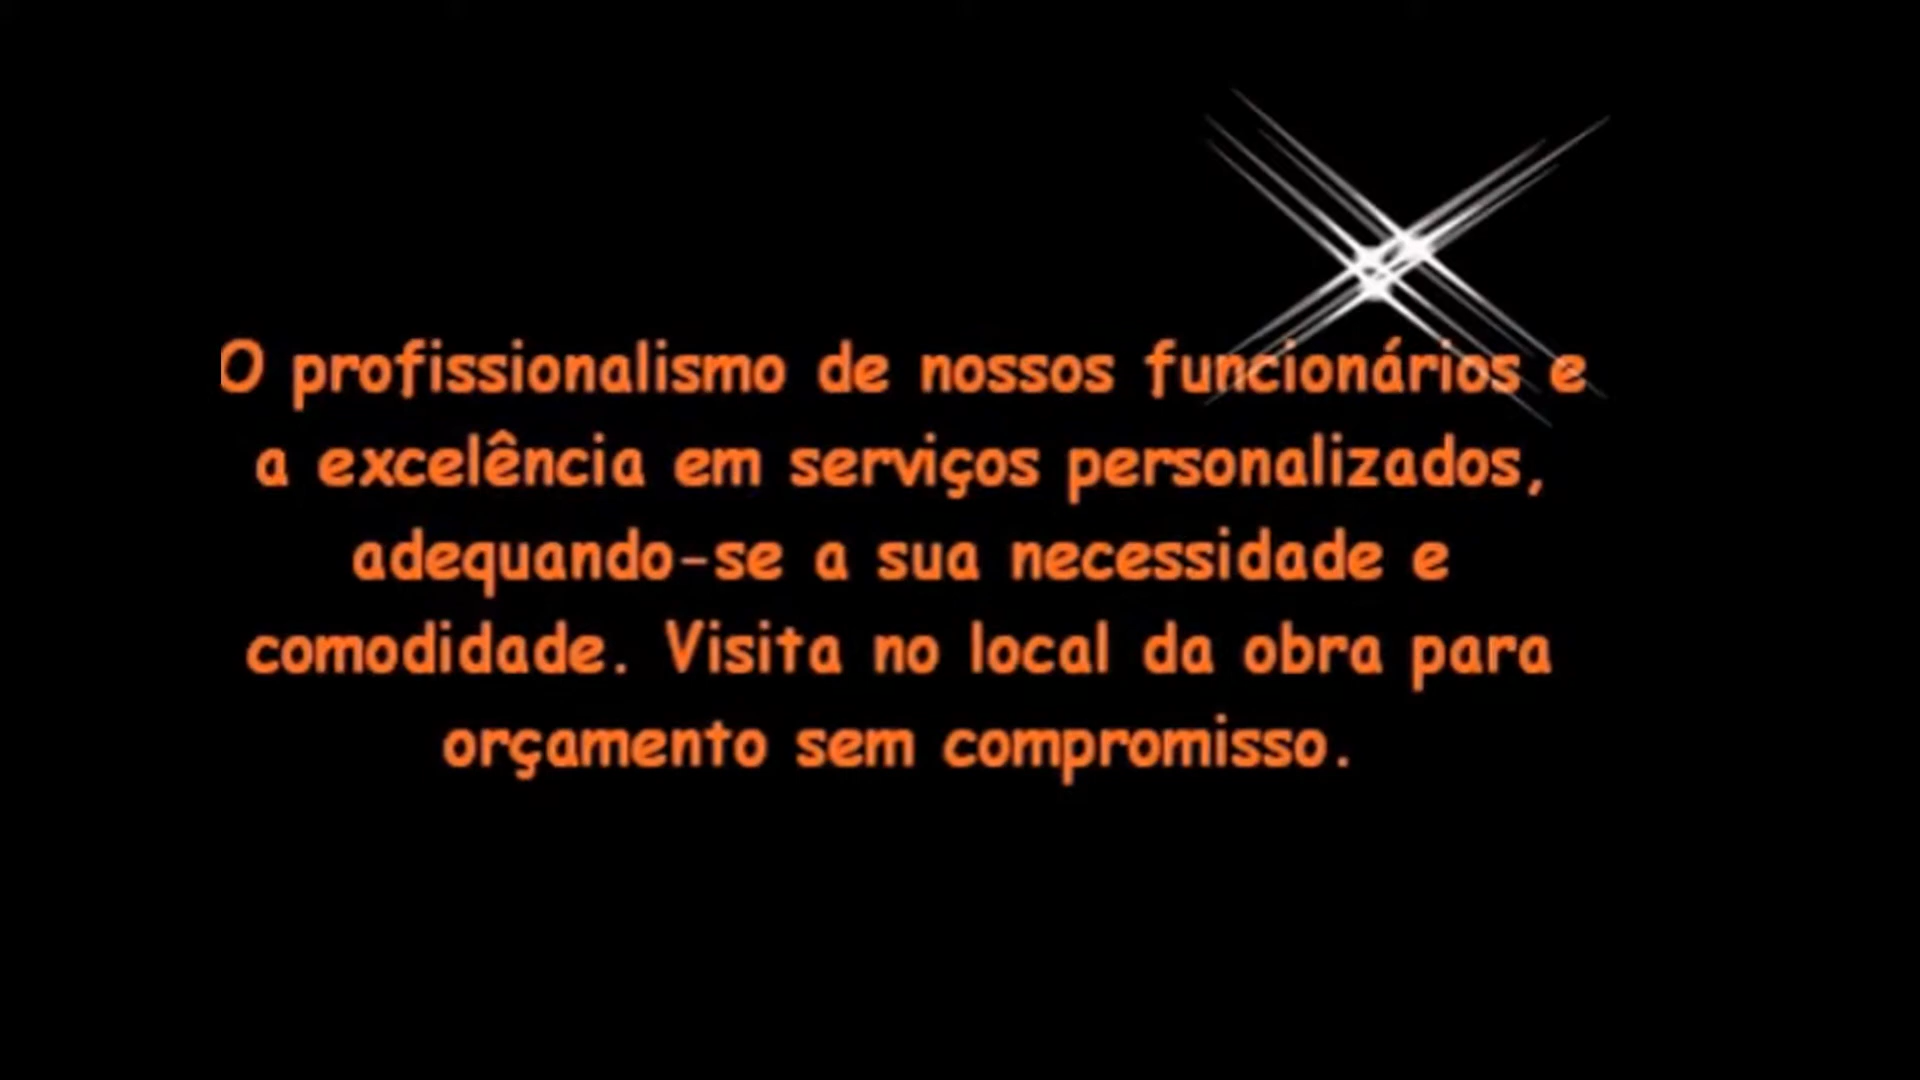 O profissionalismo de nossos funcionários e
a excelência em serviços personalizados,
adequando-se a sua necessidade e
comodidade. Visita no local da obra para
orçamento sem compromisso.